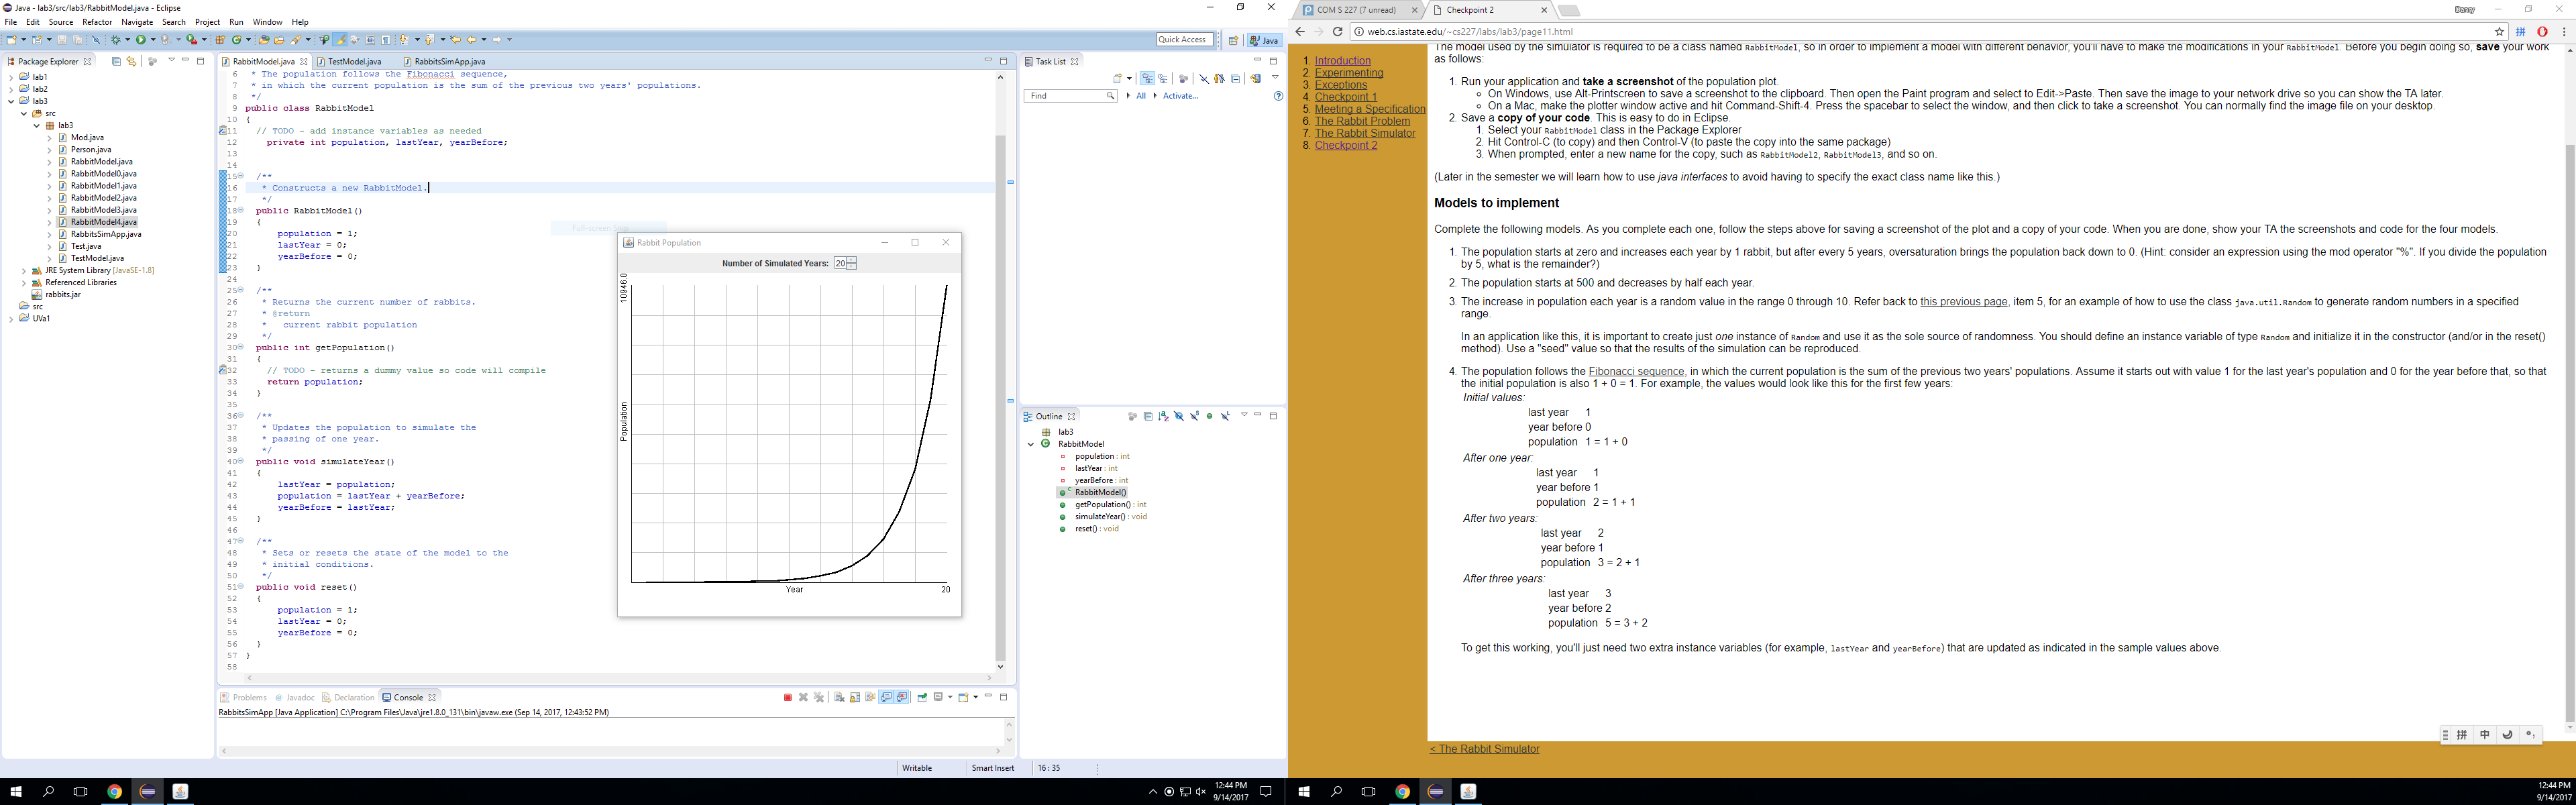 Java - lab3/src/lab3/RabbitModel.java - Eclipse
File Edit Source Refactor Navigate Search Project Run Window Help
Quick Access
Java
Package Explorer
lab1
lab2
lab3
src
lab3
Mod.java
Person.java
RabbitModel.java
RabbitModel0.java
RabbitModel1.java
RabbitModel2.java
RabbitModel3.java
RabbitModel4.java
RabbitsSimApp.java
Test.java
TestModel.java
JRE System Library [JavaSE-1.8]
Referenced Libraries
rabbits.jar
src
UVa1
RabbitModel.java TestModel.java RabbitsSimApp.java
6 * The population follows the Fibonacci sequence,
7 * in which the current population is the sum of the previous two years' populations.
8 */
9 public class RabbitModel
10 {
11 // TODO - add instance variables as needed
12 private int population, lastYear, yearBefore;
13
14
15 /**
16 * Constructs a new RabbitModel.
17 */
18 public RabbitModel()
19 {
20 population = 1;
21 lastYear = 0;
22 yearBefore = 0;
23 }
24
25 /**
26 * Returns the current number of rabbits.
27 * @return
28 * current rabbit population
29 */
30 public int getPopulation()
31 {
32 // TODO - returns a dummy value so code will compile
33 return population;
34 }
35
36 /**
37 * Updates the population to simulate the
38 * passing of one year.
39 */
40 public void simulateYear()
41 {
42 lastYear = population;
43 population = lastYear + yearBefore;
44 yearBefore = lastYear;
45 }
46
47 /**
48 * Sets or resets the state of the model to the
49 * initial conditions.
50 */
51 public void reset()
52 {
53 population = 1;
54 lastYear = 0;
55 yearBefore = 0;
56 }
57 }
58
Full-screen Snip
Rabbit Population
Number of Simulated Years: 20
10946.0
Population
Year
20
Problems Javadoc Declaration Console
RabbitsSimApp [Java Application] C:\Program Files\Java\jre1.8.0_131\bin\javaw.exe (Sep 14, 2017, 12:43:52 PM)
Task List
Find
All
Activate...
Outline
lab3
RabbitModel
population : int
lastYear : int
yearBefore : int
RabbitModel()
getPopulation() : int
simulateYear() : void
reset() : void
Writable Smart Insert 16 : 35
12:44 PM
9/14/2017
COM S 227 (7 unread)
Checkpoint 2
Darcy
web.cs.iastate.edu/~cs227/labs/lab3/page11.html
1. Introduction
2. Experimenting
3. Exceptions
4. Checkpoint 1
5. Meeting a Specification
6. The Rabbit Problem
7. The Rabbit Simulator
8. Checkpoint 2
The model used by the simulator is required to be a class named RabbitModel, so in order to implement a model with different behavior, you'll have to make the modifications in your RabbitModel. Before you begin doing so, save your work
as follows:
1. Run your application and take a screenshot of the population plot.
On Windows, use Alt-Printscreen to save a screenshot to the clipboard. Then open the Paint program and select to Edit->Paste. Then save the image to your network drive so you can show the TA later.
On a Mac, make the plotter window active and hit Command-Shift-4. Press the spacebar to select the window, and then click to take a screenshot. You can normally find the image file on your desktop.
2. Save a copy of your code. This is easy to do in Eclipse.
1. Select your RabbitModel class in the Package Explorer
2. Hit Control-C (to copy) and then Control-V (to paste the copy into the same package)
3. When prompted, enter a new name for the copy, such as RabbitModel2, RabbitModel3, and so on.
(Later in the semester we will learn how to use java interfaces to avoid having to specify the exact class name like this.)
Models to implement
Complete the following models. As you complete each one, follow the steps above for saving a screenshot of the plot and a copy of your code. When you are done, show your TA the screenshots and code for the four models.
1. The population starts at zero and increases each year by 1 rabbit, but after every 5 years, oversaturation brings the population back down to 0. (Hint: consider an expression using the mod operator "%". If you divide the population
by 5, what is the remainder?)
2. The population starts at 500 and decreases by half each year.
3. The increase in population each year is a random value in the range 0 through 10. Refer back to this previous page, item 5, for an example of how to use the class java.util.Random to generate random numbers in a specified
range.
In an application like this, it is important to create just one instance of Random and use it as the sole source of randomness. You should define an instance variable of type Random and initialize it in the constructor (and/or in the reset()
method). Use a "seed" value so that the results of the simulation can be reproduced.
4. The population follows the Fibonacci sequence, in which the current population is the sum of the previous two years' populations. Assume it starts out with value 1 for the last year's population and 0 for the year before that, so that
the initial population is also 1 + 0 = 1. For example, the values would look like this for the first few years:
Initial values:
last year 1
year before 0
population 1 = 1 + 0
After one year:
last year 1
year before 1
population 2 = 1 + 1
After two years:
last year 2
year before 1
population 3 = 2 + 1
After three years:
last year 3
year before 2
population 5 = 3 + 2
To get this working, you'll just need two extra instance variables (for example, lastYear and yearBefore) that are updated as indicated in the sample values above.
< The Rabbit Simulator
拼 中
12:44 PM
9/14/2017